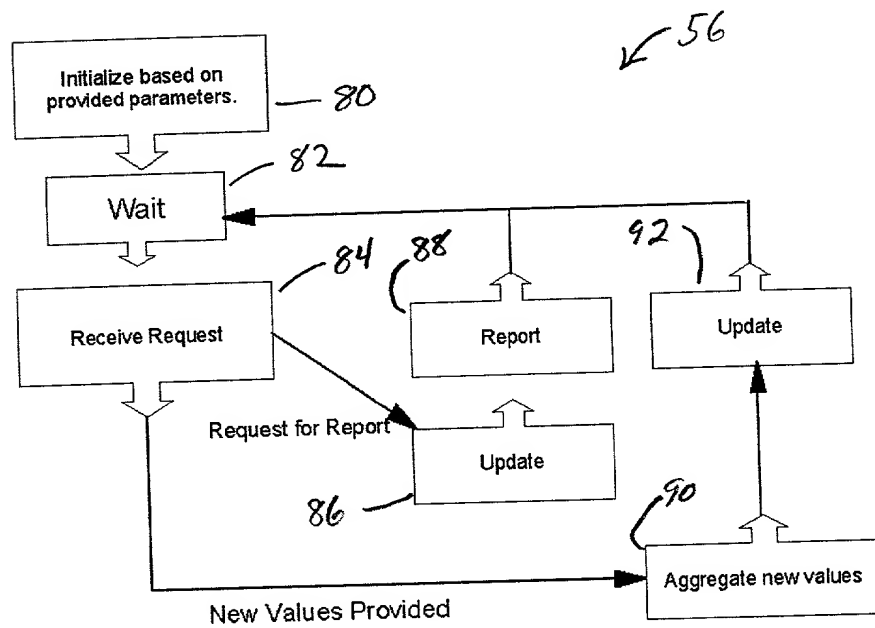 56
Initialize based on
provided parameters.
80
82
Wait
84
88
92
Receive Request
Report
Update
Request for Report
Update
86
90
Aggregate new values
New Values Provided